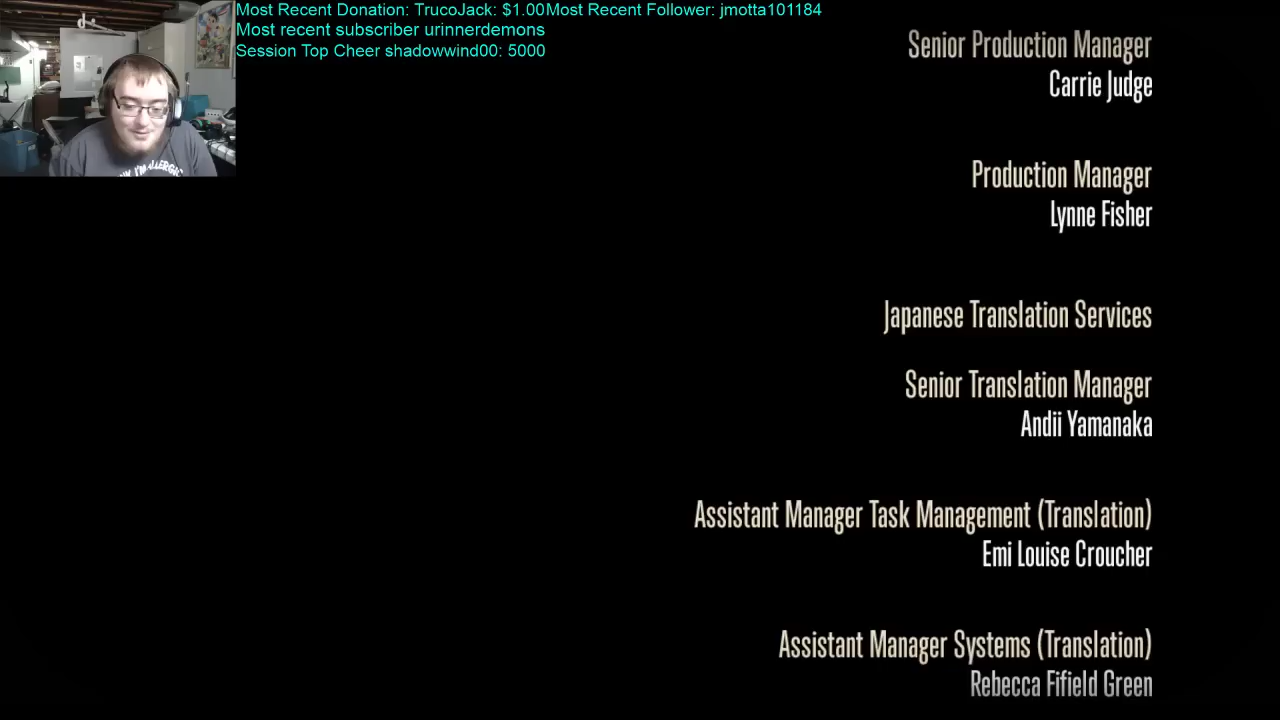 Most Recent Donation: TrucoJack: $1.00Most Recent Follower: jmotta101184
Most recent subscriber urinnerdemons
Session Top Cheer shadowwind00: 5000
I'M ALLERGIC
Senior Production Manager
Carrie Judge
Production Manager
Lynne Fisher
Japanese Translation Services
Senior Translation Manager
Andii Yamanaka
Assistant Manager Task Management (Translation)
Emi Louise Croucher
Assistant Manager Systems (Translation)
Rebecca Fifield Green